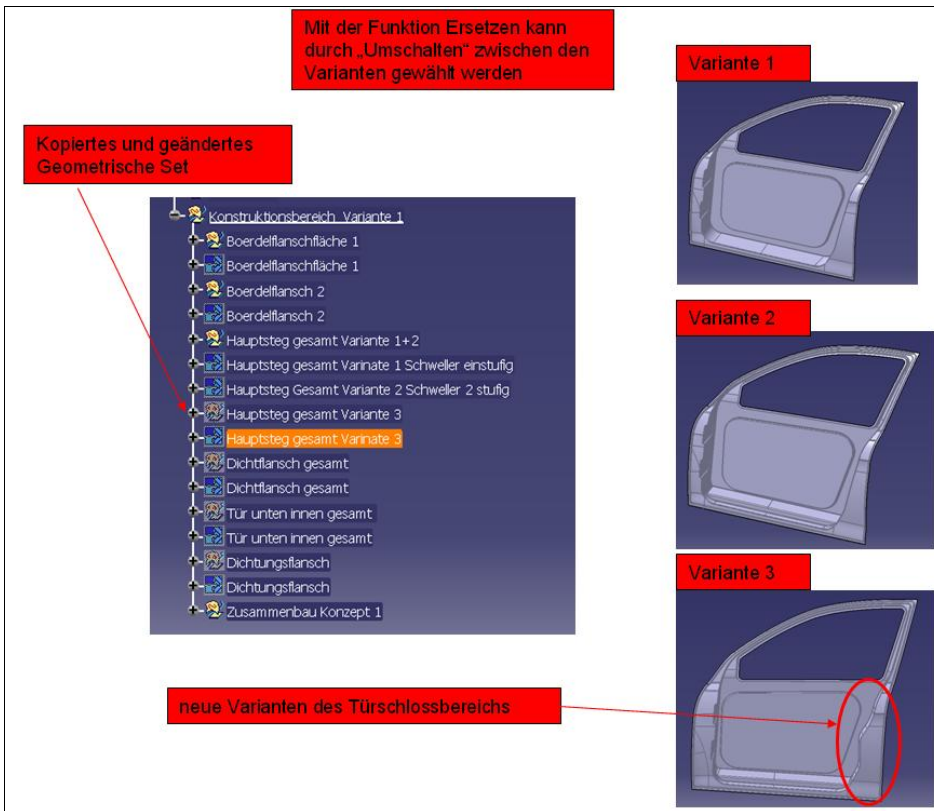 Mit der Funktion Ersetzen kann
durch „Umschalten“ zwischen den
Varianten gewählt werden
Variante 1
Kopiertes und geändertes
Geometrische Set
Konstruktionsbereich Variante 1
Boerdelflanschfläche 1
Boerdelflanschfläche 1
Boerdelflansch 2
Boerdelflansch 2
Hauptsteg gesamt Variante 1+2
Hauptsteg gesamt Varinate 1 Schweller einstufig
Hauptsteg Gesamt Variante 2 Schweller 2 stufig
Hauptsteg gesamt Variante 3
Hauptsteg gesamt Varinate 3
Dichtflansch gesamt
Dichtflansch gesamt
Tür unten innen gesamt
Tür unten innen gesamt
Dichtungsflansch
Dichtungsflansch
Zusammenbau Konzept 1
Variante 2
Variante 3
neue Varianten des Türschlossbereichs